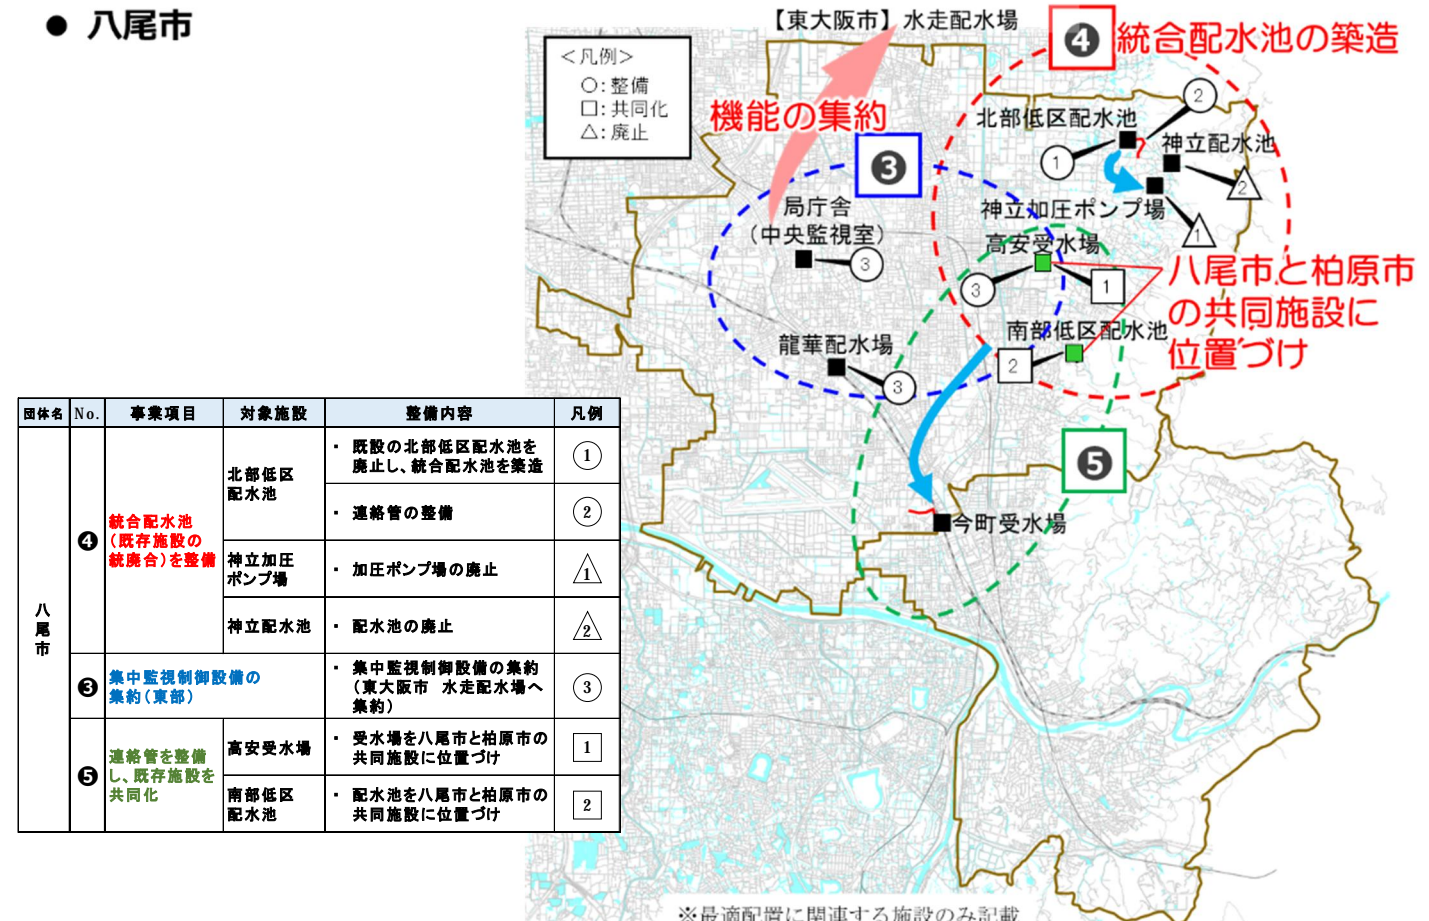 ● 八尾市
【東大阪市】水走配水場
❹ 統合配水池の築造
＜凡例＞
○：整備
□：共同化
△：廃止
機能の集約
❸
北部低区配水池
②
①
神立配水池
2
神立加圧ポンプ場
1
局庁舎
（中央監視室）
③
高安受水場
③
1
八尾市と柏原市
の共同施設に
位置づけ
南部低区配水池
2
龍華配水場
③
❺
今町受水場
団体名 No. 事業項目 対象施設 整備内容 凡例
八尾市
❹
統合配水池
（既存施設の
統廃合）を整備
北部低区
配水池
・ 既設の北部低区配水池を
廃止し、統合配水池を築造
①
・ 連絡管の整備
②
神立加圧
ポンプ場
・ 加圧ポンプ場の廃止
1
神立配水池
・ 配水池の廃止
2
❸
集中監視制御設備の
集約（東部）
・ 集中監視制御設備の集約
（東大阪市　水走配水場へ
集約）
③
❺
連絡管を整備
し、既存施設を
共同化
高安受水場
・ 受水場を八尾市と柏原市の
共同施設に位置づけ
1
南部低区
配水池
・ 配水池を八尾市と柏原市の
共同施設に位置づけ
2
※最適配置に関連する施設のみ記載